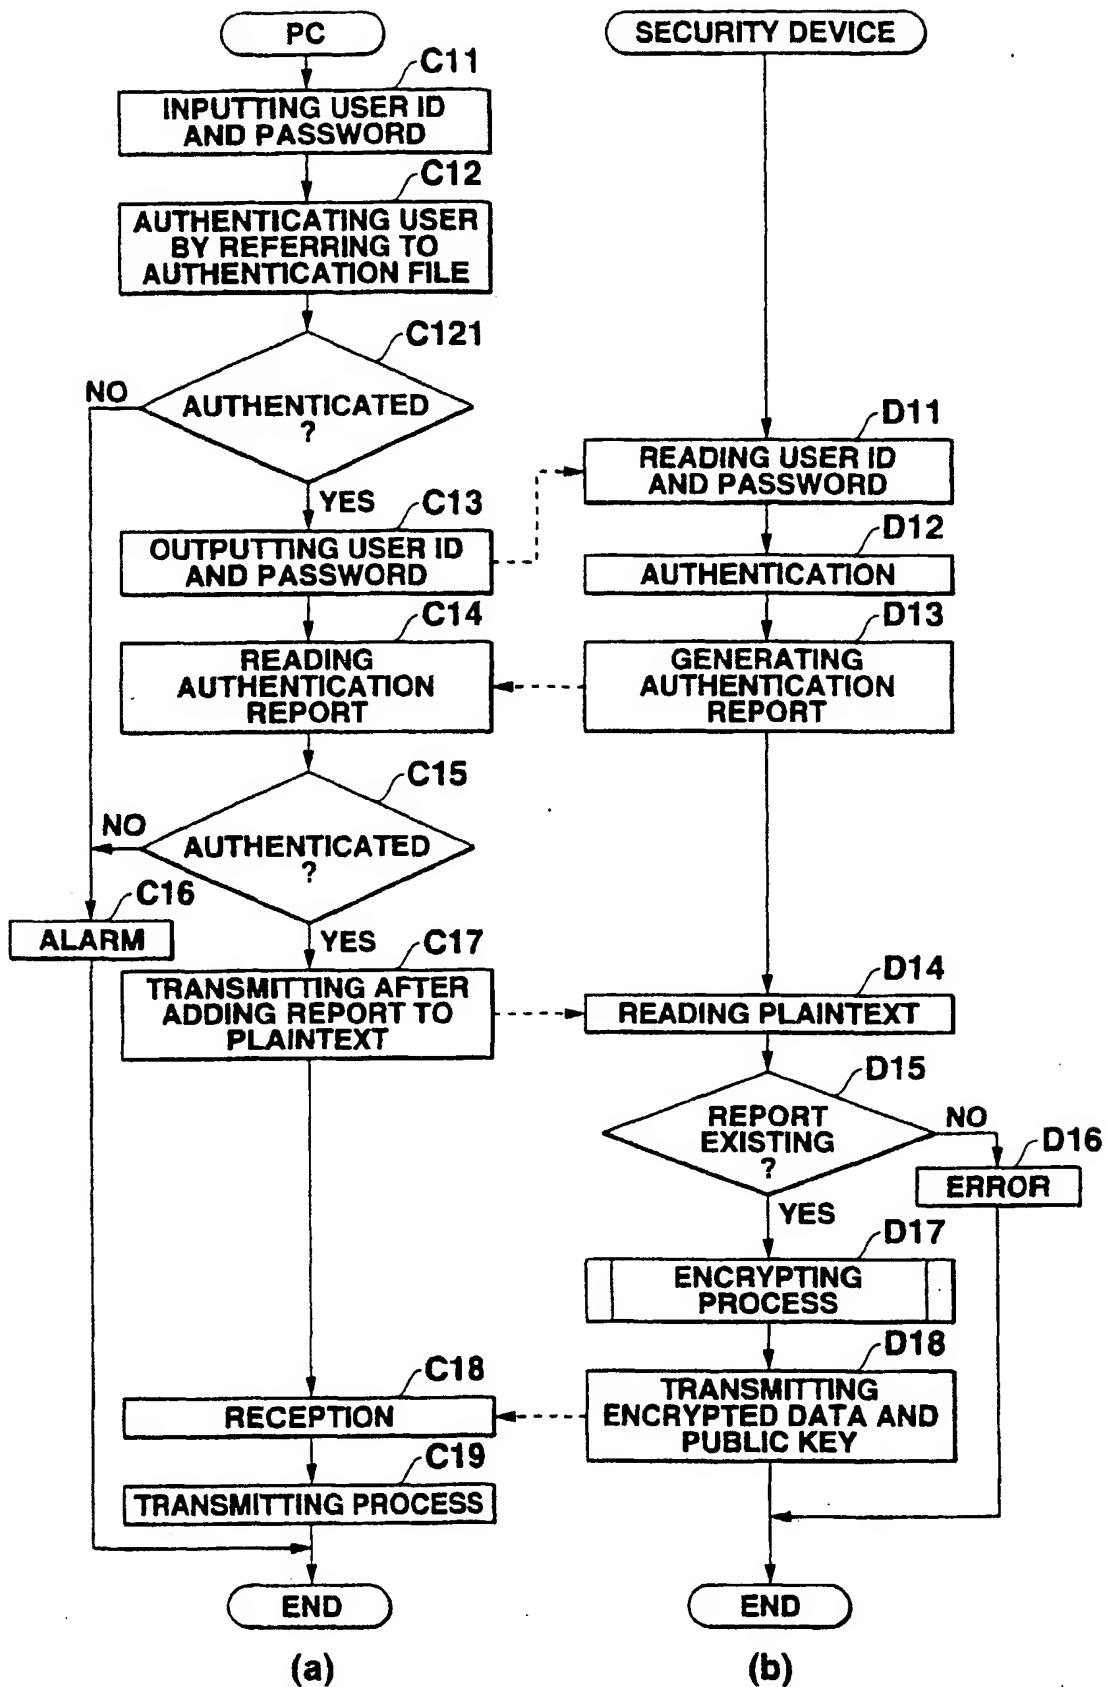 PC
C11
INPUTTING USER ID
AND PASSWORD
C12
AUTHENTICATING USER
BY REFERRING TO
AUTHENTICATION FILE
C121
NO
AUTHENTICATED
?
YES
C13
OUTPUTTING USER ID
AND PASSWORD
C14
READING
AUTHENTICATION
REPORT
C15
NO
AUTHENTICATED
?
C16
ALARM
YES
C17
TRANSMITTING AFTER
ADDING REPORT TO
PLAINTEXT
C18
RECEPTION
C19
TRANSMITTING PROCESS
END
(a)
SECURITY DEVICE
D11
READING USER ID
AND PASSWORD
D12
AUTHENTICATION
D13
GENERATING
AUTHENTICATION
REPORT
D14
READING PLAINTEXT
D15
REPORT
EXISTING
?
NO
D16
ERROR
YES
D17
ENCRYPTING
PROCESS
D18
TRANSMITTING
ENCRYPTED DATA AND
PUBLIC KEY
END
(b)